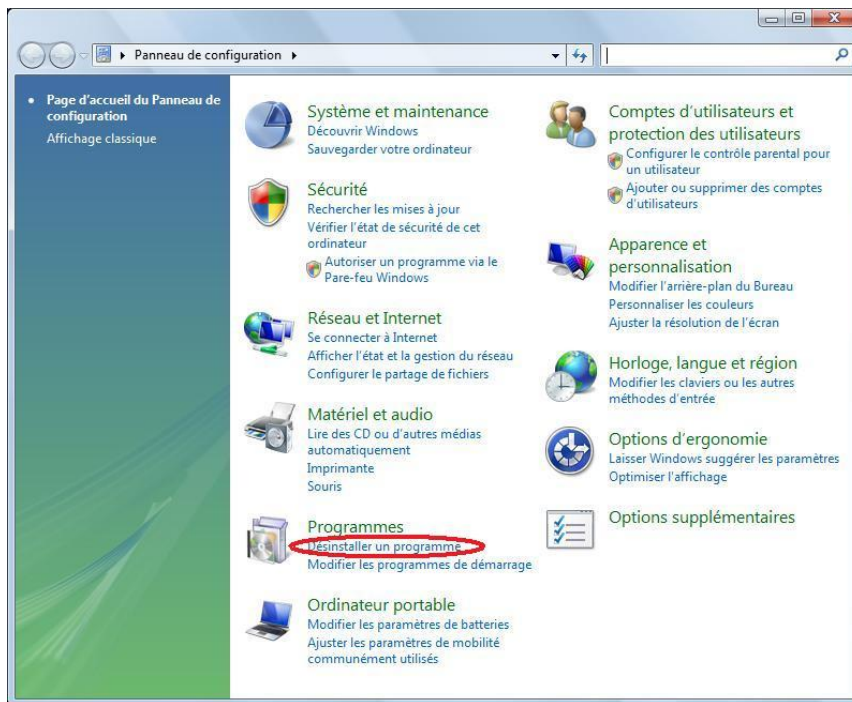 Panneau de configuration
Page d'accueil du Panneau de
configuration
Affichage classique
Système et maintenance
Découvrir Windows
Sauvegarder votre ordinateur
Sécurité
Rechercher les mises à jour
Vérifier l'état de sécurité de cet
ordinateur
Autoriser un programme via le
Pare-feu Windows
Réseau et Internet
Se connecter à Internet
Afficher l'état et la gestion du réseau
Configurer le partage de fichiers
Matériel et audio
Lire des CD ou d'autres médias
automatiquement
Imprimante
Souris
Programmes
Désinstaller un programme
Modifier les programmes de démarrage
Ordinateur portable
Modifier les paramètres de batteries
Ajuster les paramètres de mobilité
communément utilisés
Comptes d'utilisateurs et
protection des utilisateurs
Configurer le contrôle parental pour
un utilisateur
Ajouter ou supprimer des comptes
d'utilisateurs
Apparence et
personnalisation
Modifier l'arrière-plan du Bureau
Personnaliser les couleurs
Ajuster la résolution de l'écran
Horloge, langue et région
Modifier les claviers ou les autres
méthodes d'entrée
Options d'ergonomie
Laisser Windows suggérer les paramètres
Optimiser l'affichage
Options supplémentaires